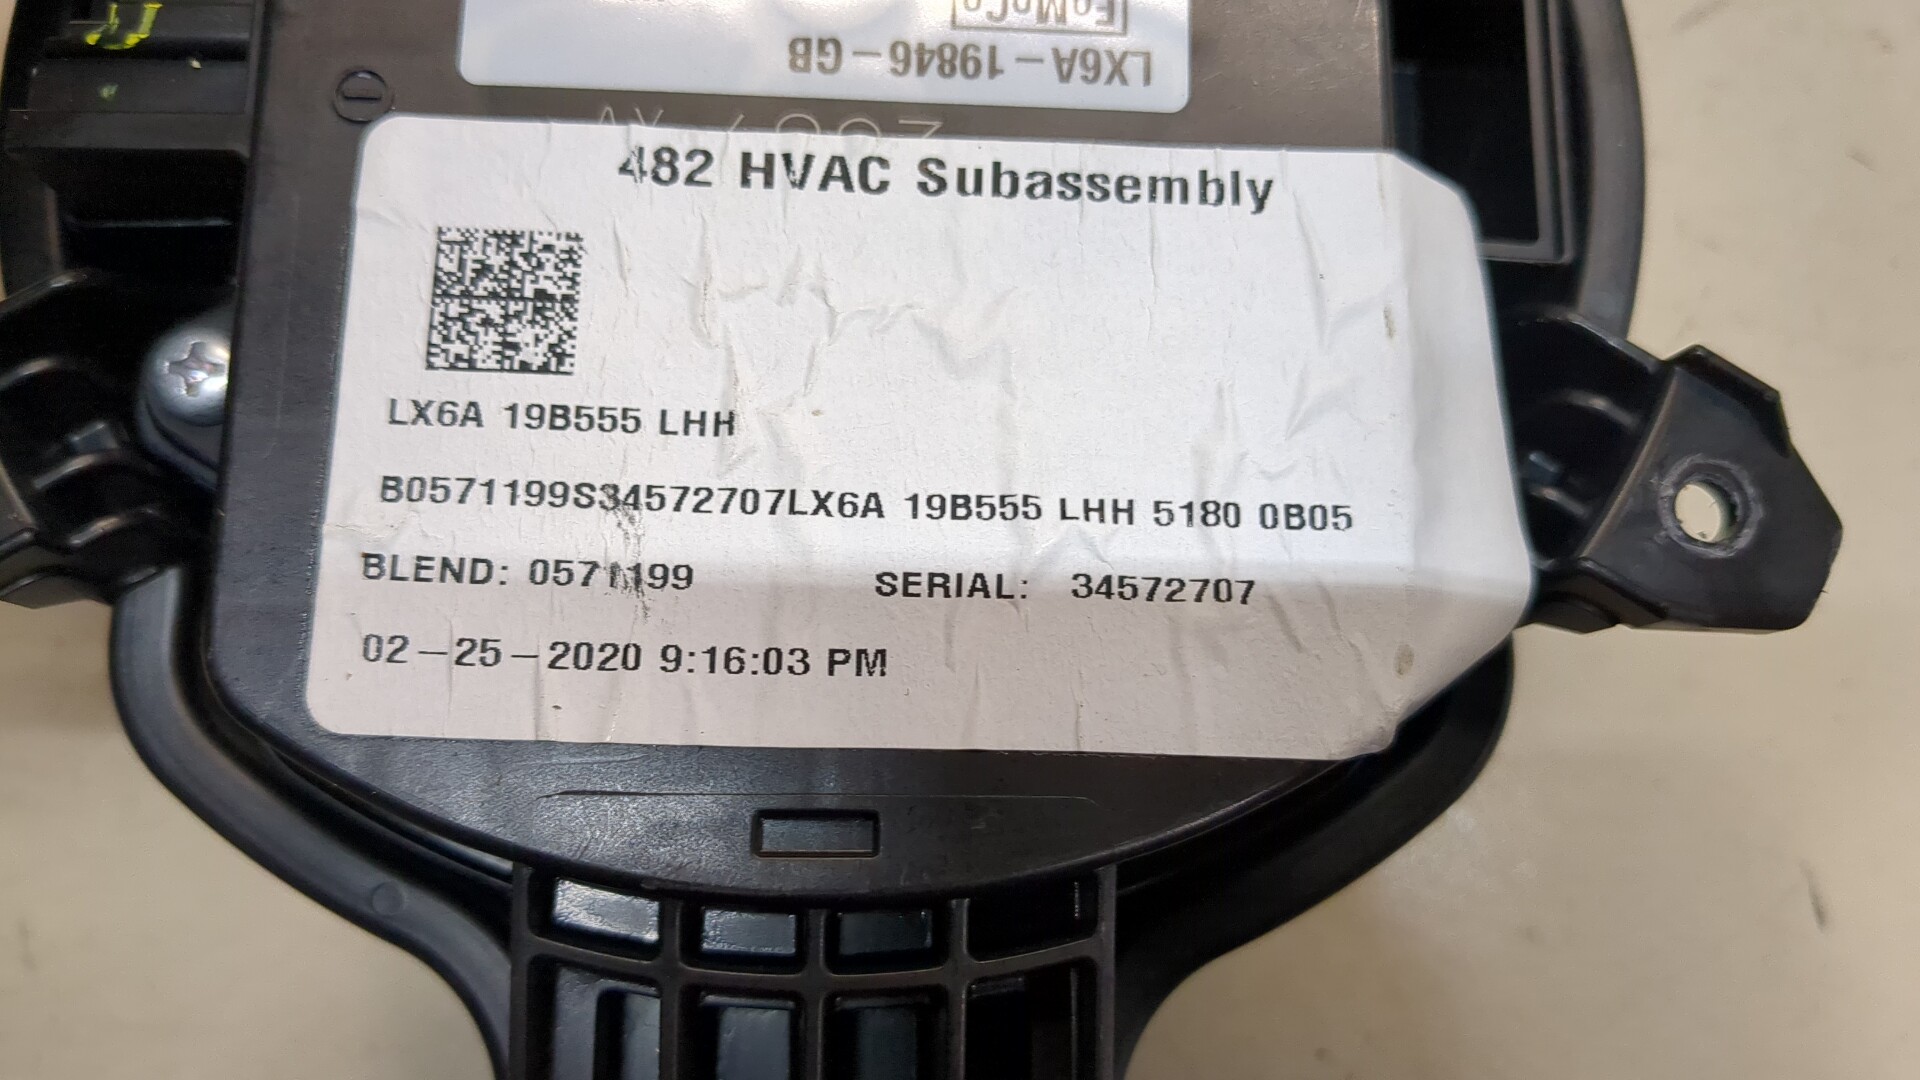 FoMoCo
LX6A-19846-GB
482 HVAC Subassembly
LX6A 19B555 LHH
B0571199S34572707LX6A 19B555 LHH 5180 0B05
BLEND: 0571199 SERIAL: 34572707
02-25-2020 9:16:03 PM